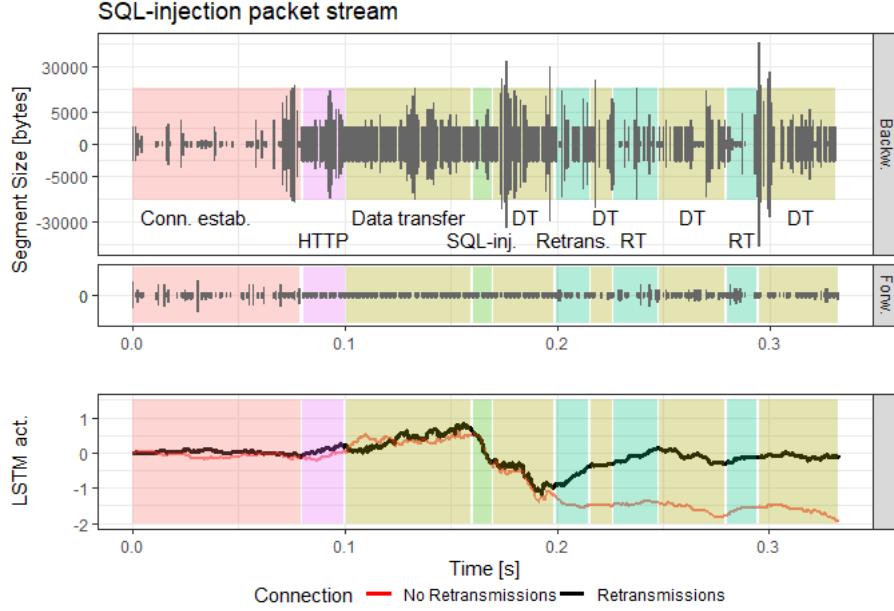 SQL-injection packet stream
Segment Size [bytes]
30000
5000
0
-5000
-30000
Backw.
Conn. estab.
Data transfer
DT
DT
DT
DT
HTTP
SQL-inj.
Retrans.
RT
RT
0
Forw.
0.0
0.1
0.2
0.3
LSTM act.
1
0
-1
-2
0.0
0.1
0.2
0.3
Time [s]
Connection
No Retransmissions
Retransmissions